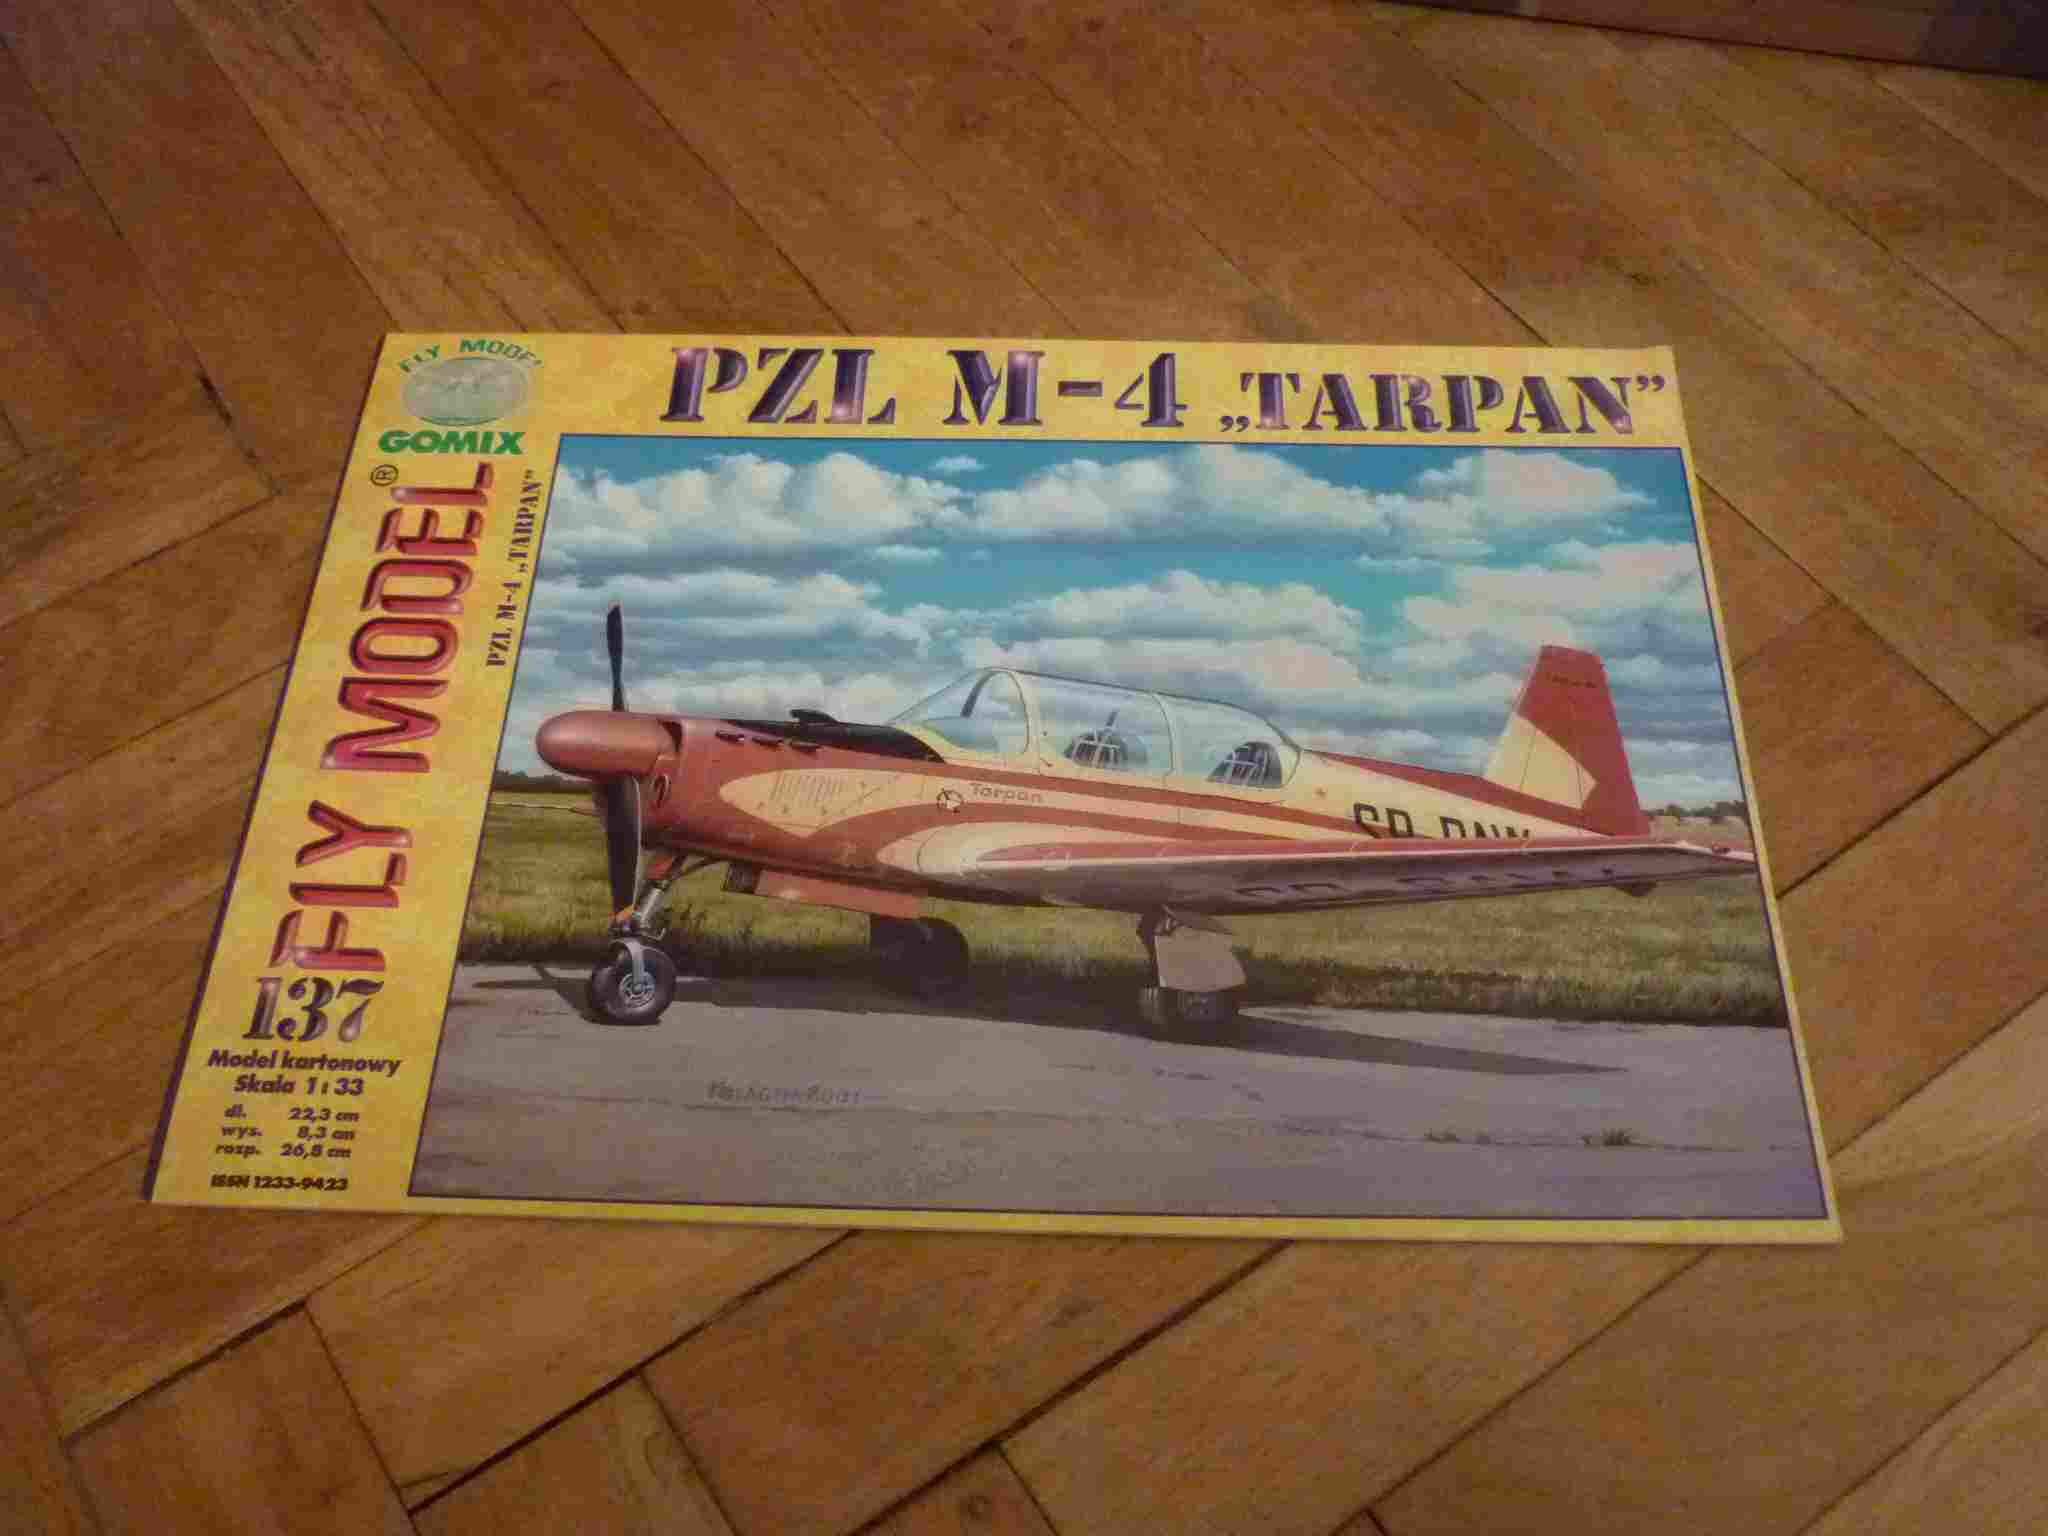 FLY MODEL
GOMIX
PZL M-4 „TARPAN”
FLY MODEL®
PZL M-4 „TARPAN”
137
Model kartonowy
Skala 1:33
dł. 22,3 cm
wys. 8,3 cm
rozp. 26,8 cm
ISSN 1233-9423
Tarpan